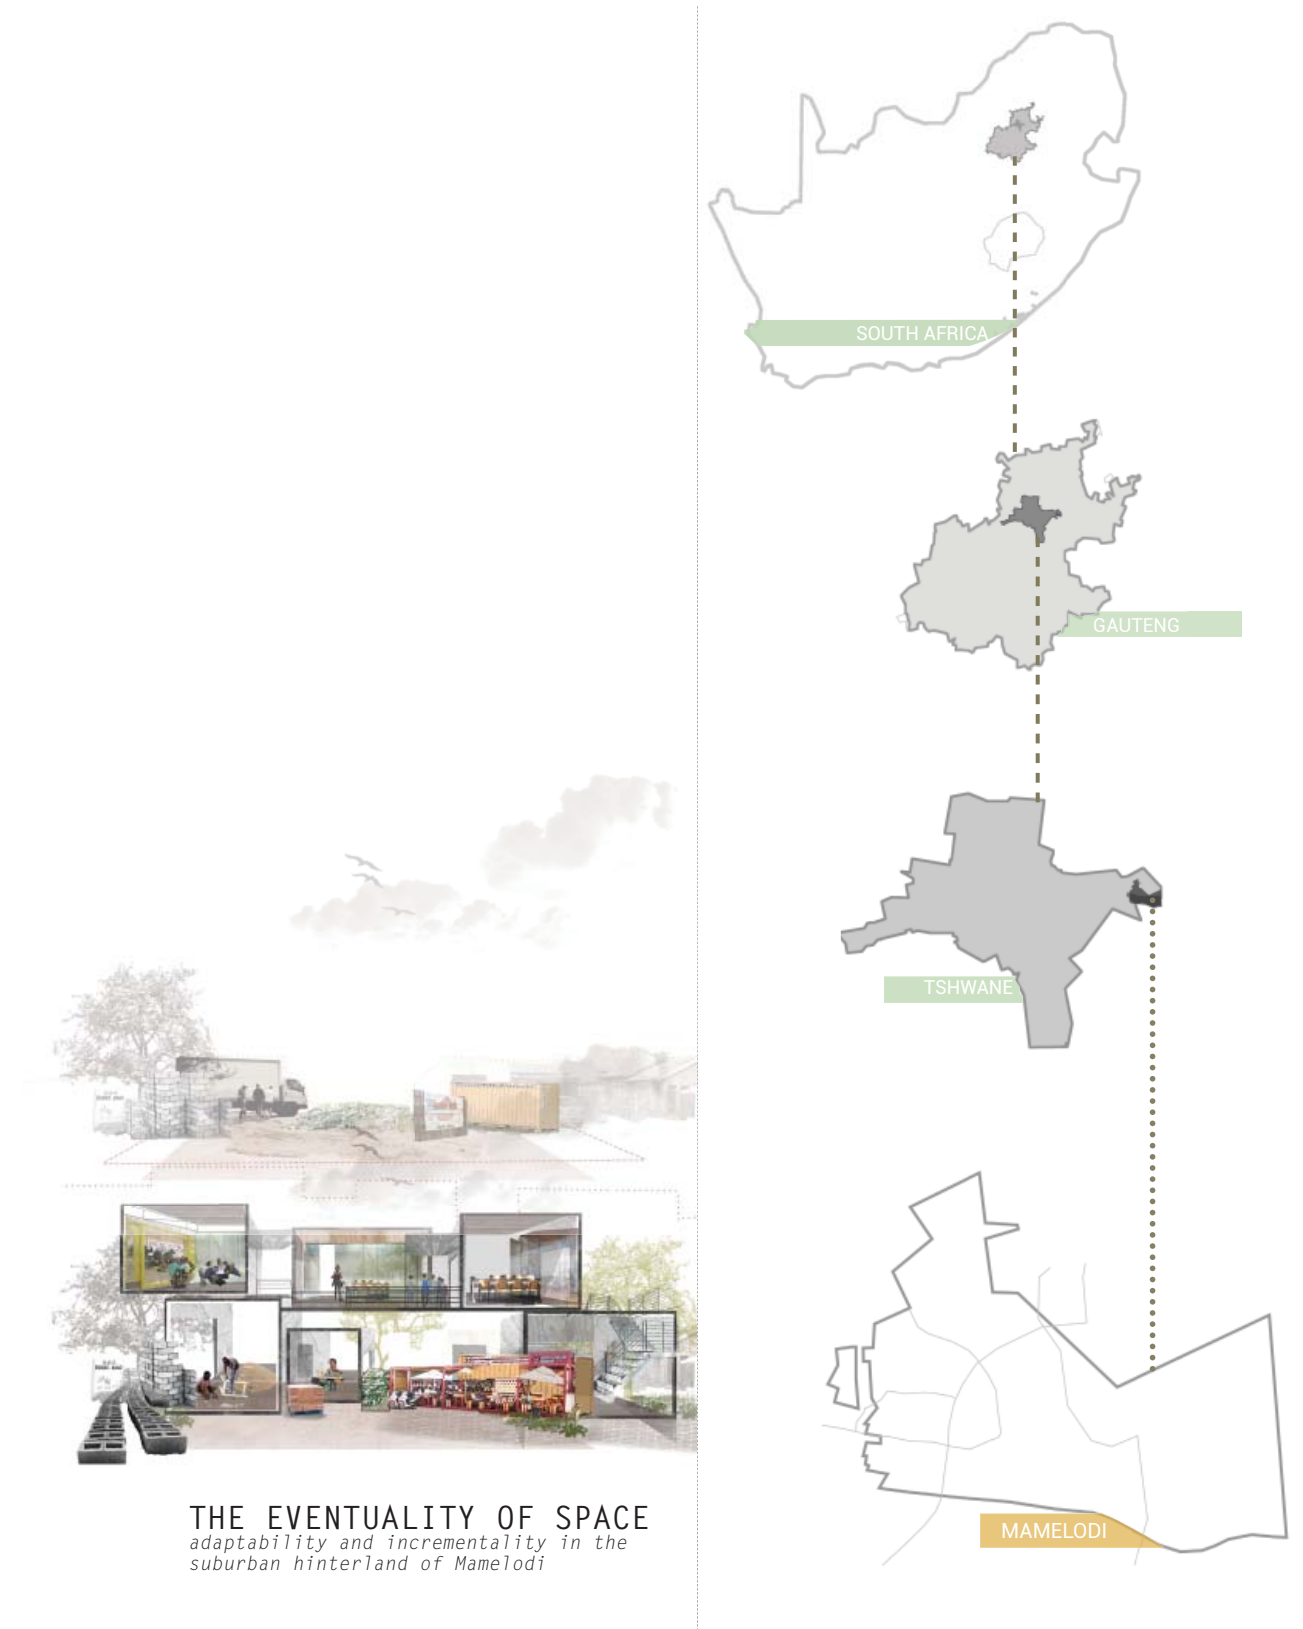 THE EVENTUALITY OF SPACE
adaptability and incrementality in the
suburban hinterland of Mamelodi
SOUTH AFRICA
GAUTENG
TSHWANE
MAMELODI